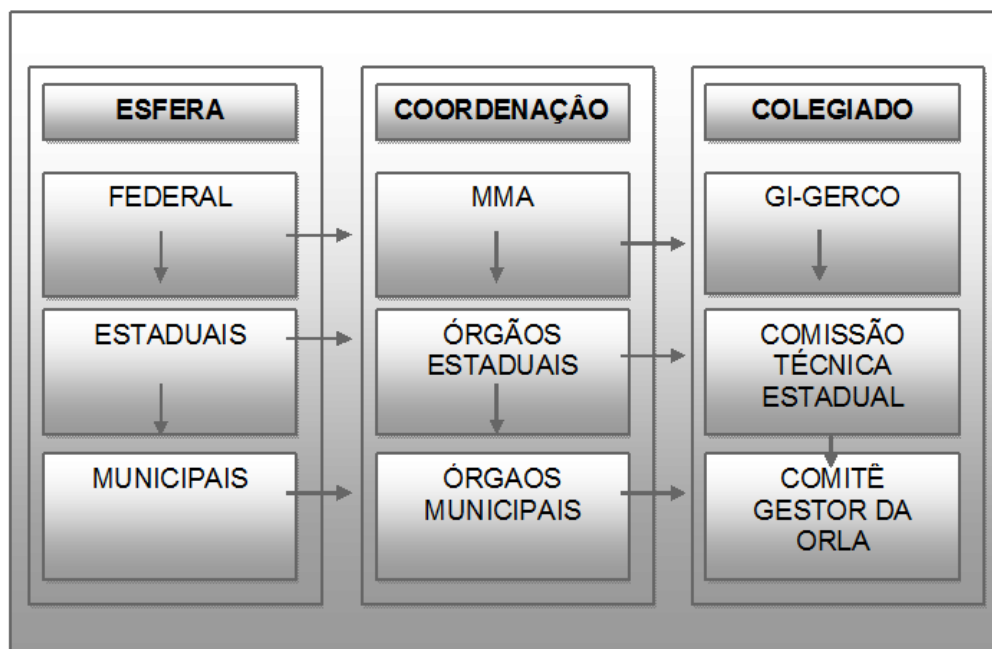 ESFERA
COORDENAÇÂO
COLEGIADO
FEDERAL
MMA
GI-GERCO
ESTADUAIS
ÓRGÃOS
ESTADUAIS
COMISSÃO
TÉCNICA
ESTADUAL
MUNICIPAIS
ÓRGAOS
MUNICIPAIS
COMITÊ
GESTOR DA
ORLA